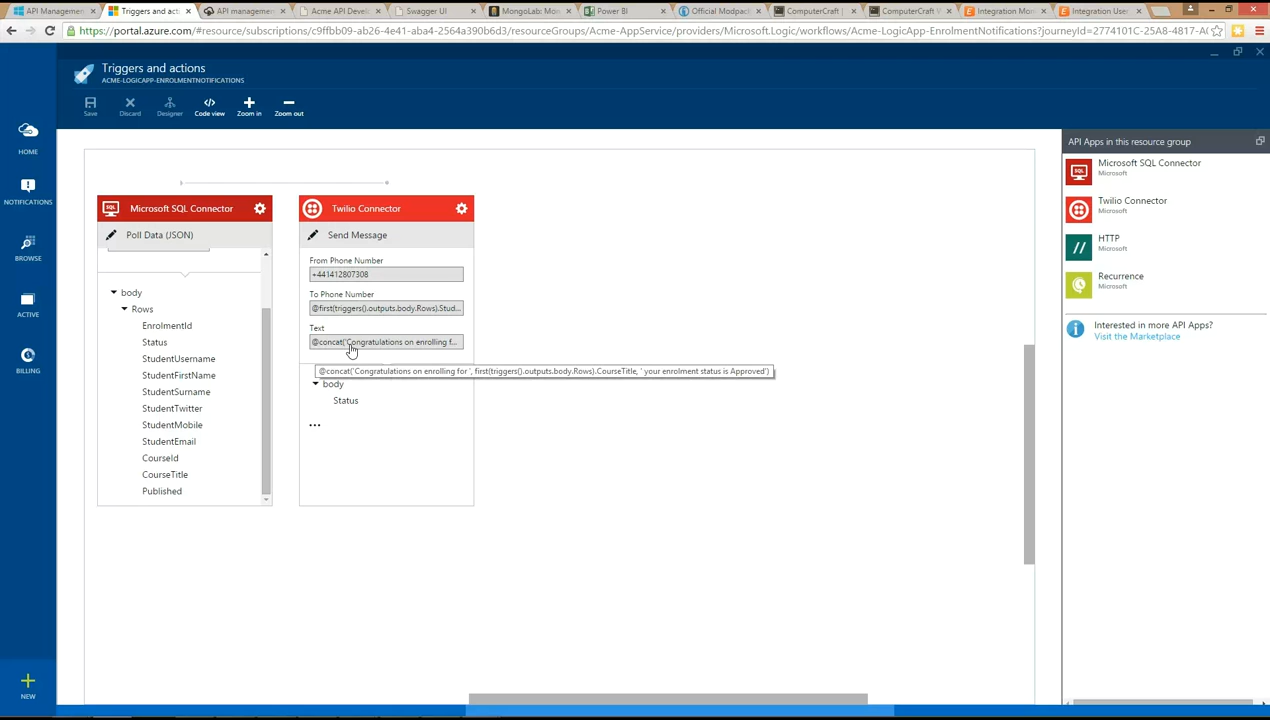 API Management
Triggers and acti
API managemen
Acme API Develo
Swagger UI
MongoLab: Mon
Power BI
Official Modpack
ComputerCraft |
ComputerCraft W
Integration Mon
Integration User
https://portal.azure.com/#resource/subscriptions/c9ffbb09-ab26-4e41-aba4-2564a390b6d3/resourceGroups/Acme-AppService/providers/Microsoft.Logic/workflows/Acme-LogicApp-EnrolmentNotifications?journeyId=2774101C-25A8-4817-A0
Triggers and actions
ACME-LOGICAPP-ENROLMENTNOTIFICATIONS
Save
Discard
Designer
Code view
Zoom in
Zoom out
HOME
NOTIFICATIONS
BROWSE
ACTIVE
BILLING
NEW
SQL
Microsoft SQL Connector
Poll Data (JSON)
body
Rows
EnrolmentId
Status
StudentUsername
StudentFirstName
StudentSurname
StudentTwitter
StudentMobile
StudentEmail
CourseId
CourseTitle
Published
Twilio Connector
Send Message
From Phone Number
+441412807308
To Phone Number
@first(triggers().outputs.body.Rows).Stud...
Text
@concat('Congratulations on enrolling f...
@concat('Congratulations on enrolling for ', first(triggers().outputs.body.Rows).CourseTitle, ' your enrolment status is Approved')
body
Status
...
API Apps in this resource group
SQL
Microsoft SQL Connector
Microsoft
Twilio Connector
Microsoft
HTTP
Microsoft
Recurrence
Microsoft
Interested in more API Apps?
Visit the Marketplace